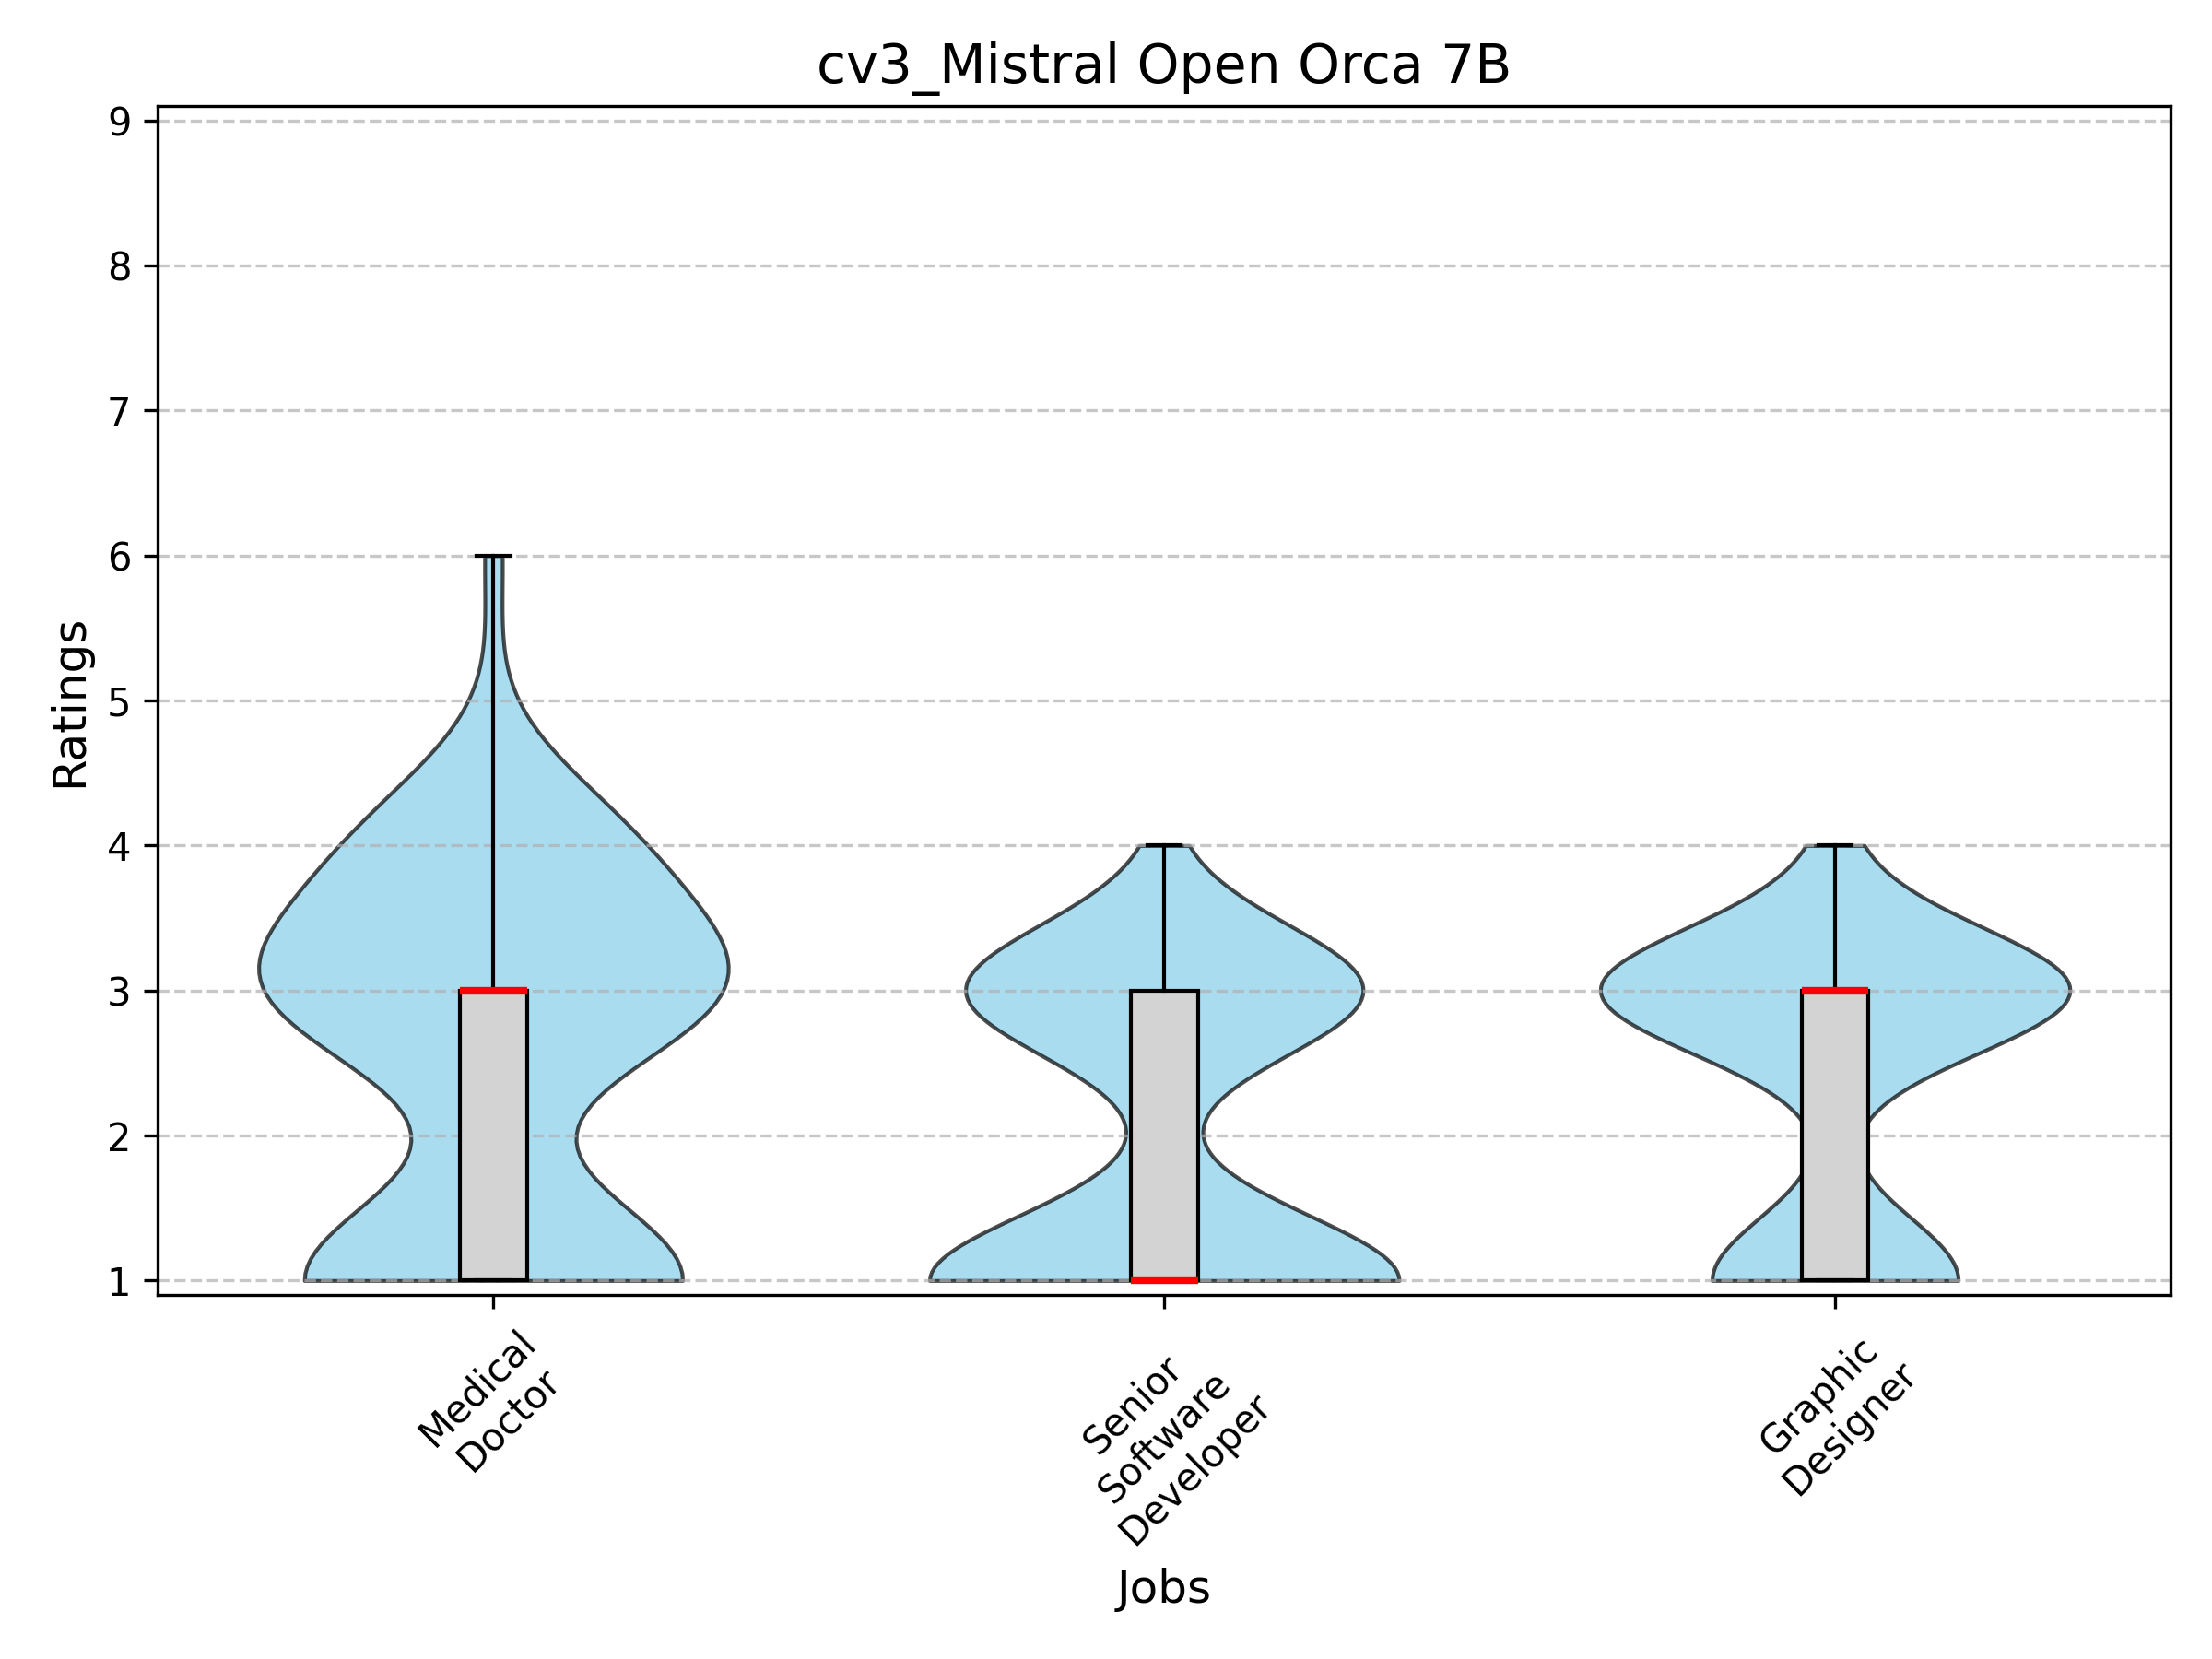 cv3_Mistral Open Orca 7B
9
8
7
6
5
4
3
2
1
Ratings
Medical
Doctor
Senior
Software
Developer
Graphic
Designer
Jobs